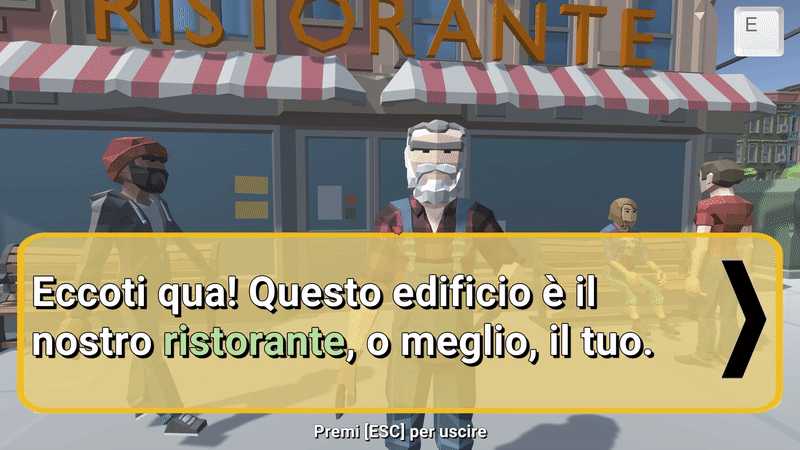 RISTORANTE
E
Eccoti qua! Questo edificio è il
nostro ristorante, o meglio, il tuo.
Premi [ESC] per uscire